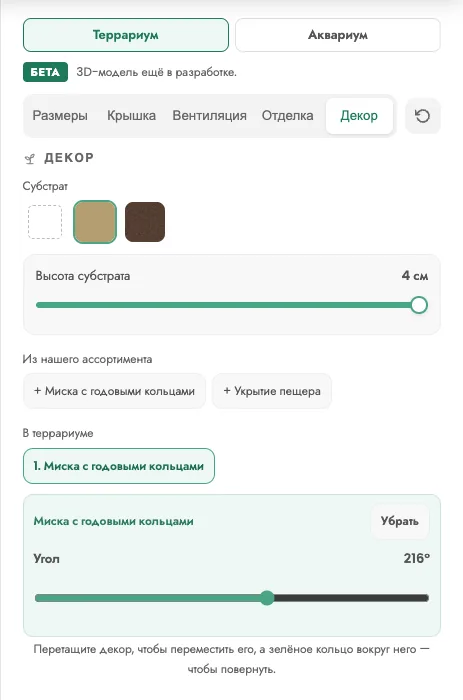 Террариум
Аквариум
БЕТА 3D-модель ещё в разработке.
Размеры Крышка Вентиляция Отделка Декор
ДЕКОР
Субстрат
Высота субстрата 4 см
Из нашего ассортимента
+ Миска с годовыми кольцами + Укрытие пещера
В террариуме
1. Миска с годовыми кольцами
Миска с годовыми кольцами Убрать
Угол 216°
Перетащите декор, чтобы переместить его, а зелёное кольцо вокруг него —
чтобы повернуть.